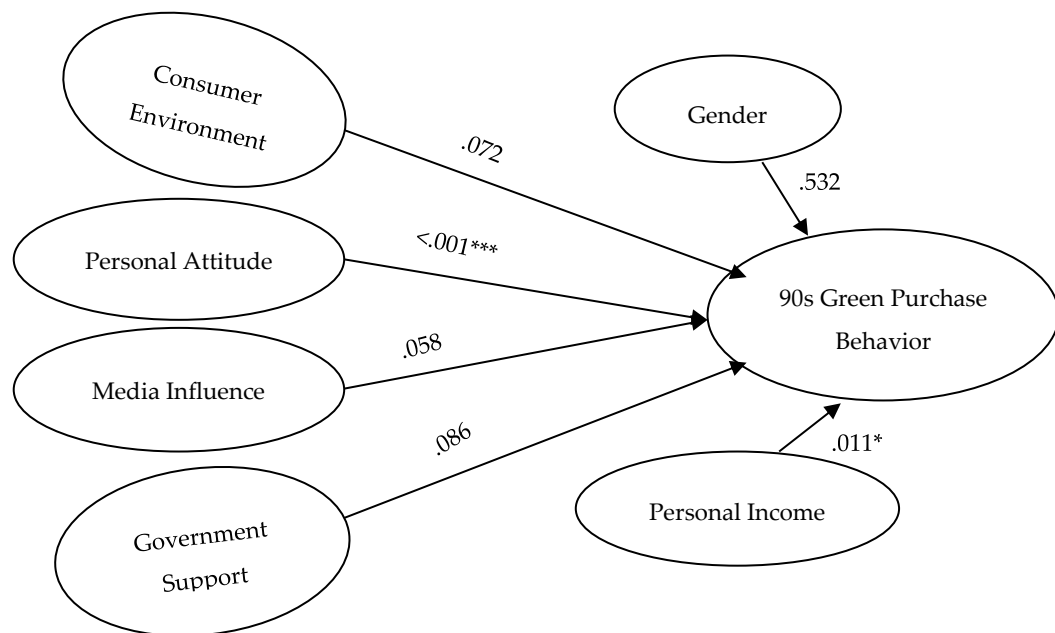 Consumer
Environment
.072
Gender
.532
Personal Attitude
<.001***
90s Green Purchase
Behavior
Media Influence
.058
Government
Support
.086
.011*
Personal Income